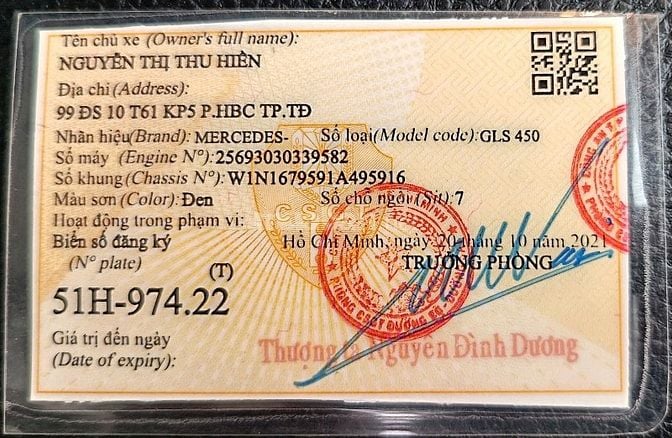 Tên chủ xe (Owner's full name):
NGUYỄN THỊ THU HIỀN
Địa chỉ (Address):
99 ĐS 10 T61 KP5 P.HBC TP.TĐ
Nhãn hiệu(Brand): MERCEDES- Số loại(Model code):GLS 450
Số máy (Engine N°):25693030339582
Số khung (Chassis N°):W1N1679591A495916
Màu sơn (Color):Đen Số chỗ ngồi (Sit):7
Hoạt động trong phạm vi:
Biển số đăng ký Hồ Chí Minh, ngày 20 tháng 10 năm 2021
(N° plate) TRƯỞNG PHÒNG
(T)
51H-974.22
Giá trị đến ngày
(Date of expiry):
Thượng Nguyễn Đình Dương
CSGT